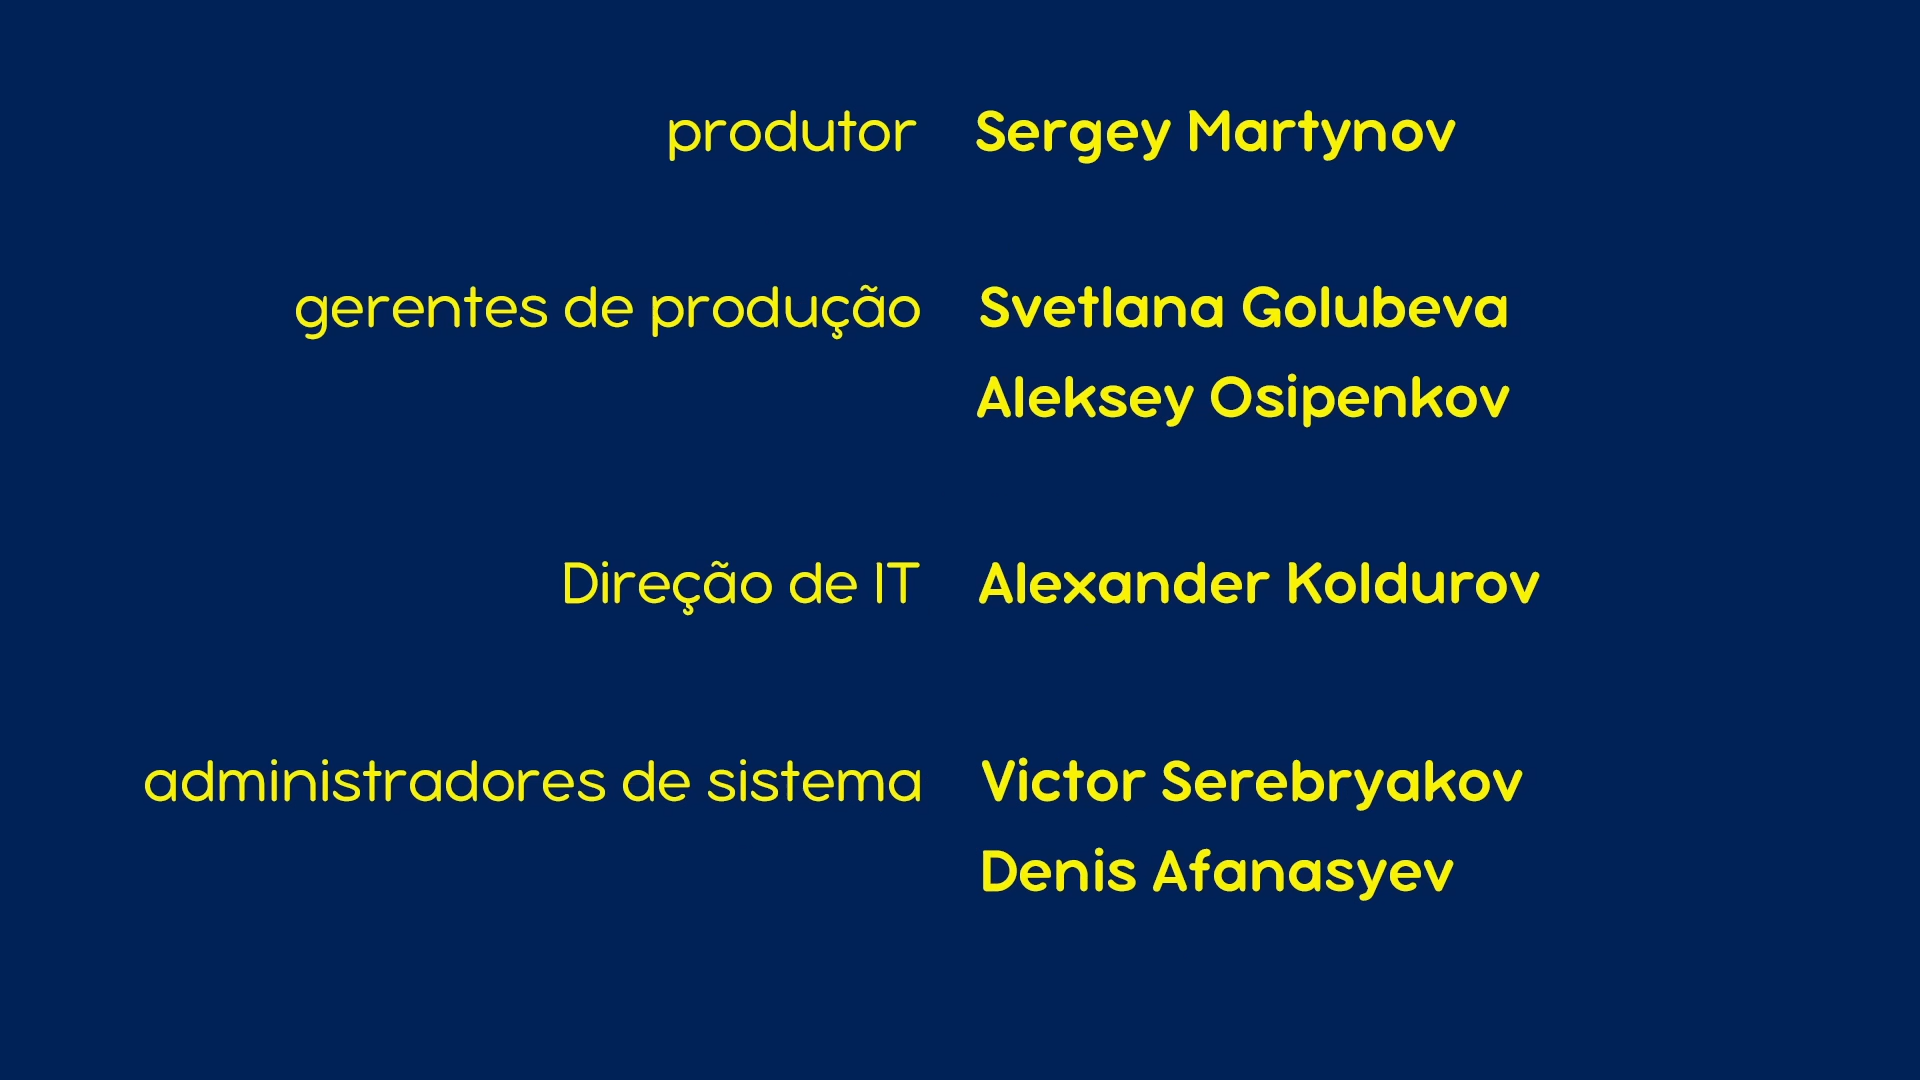 produtor Sergey Martynov
gerentes de produção Svetlana Golubeva
Aleksey Osipenkov
Direção de IT Alexander Koldurov
administradores de sistema Victor Serebryakov
Denis Afanasyev